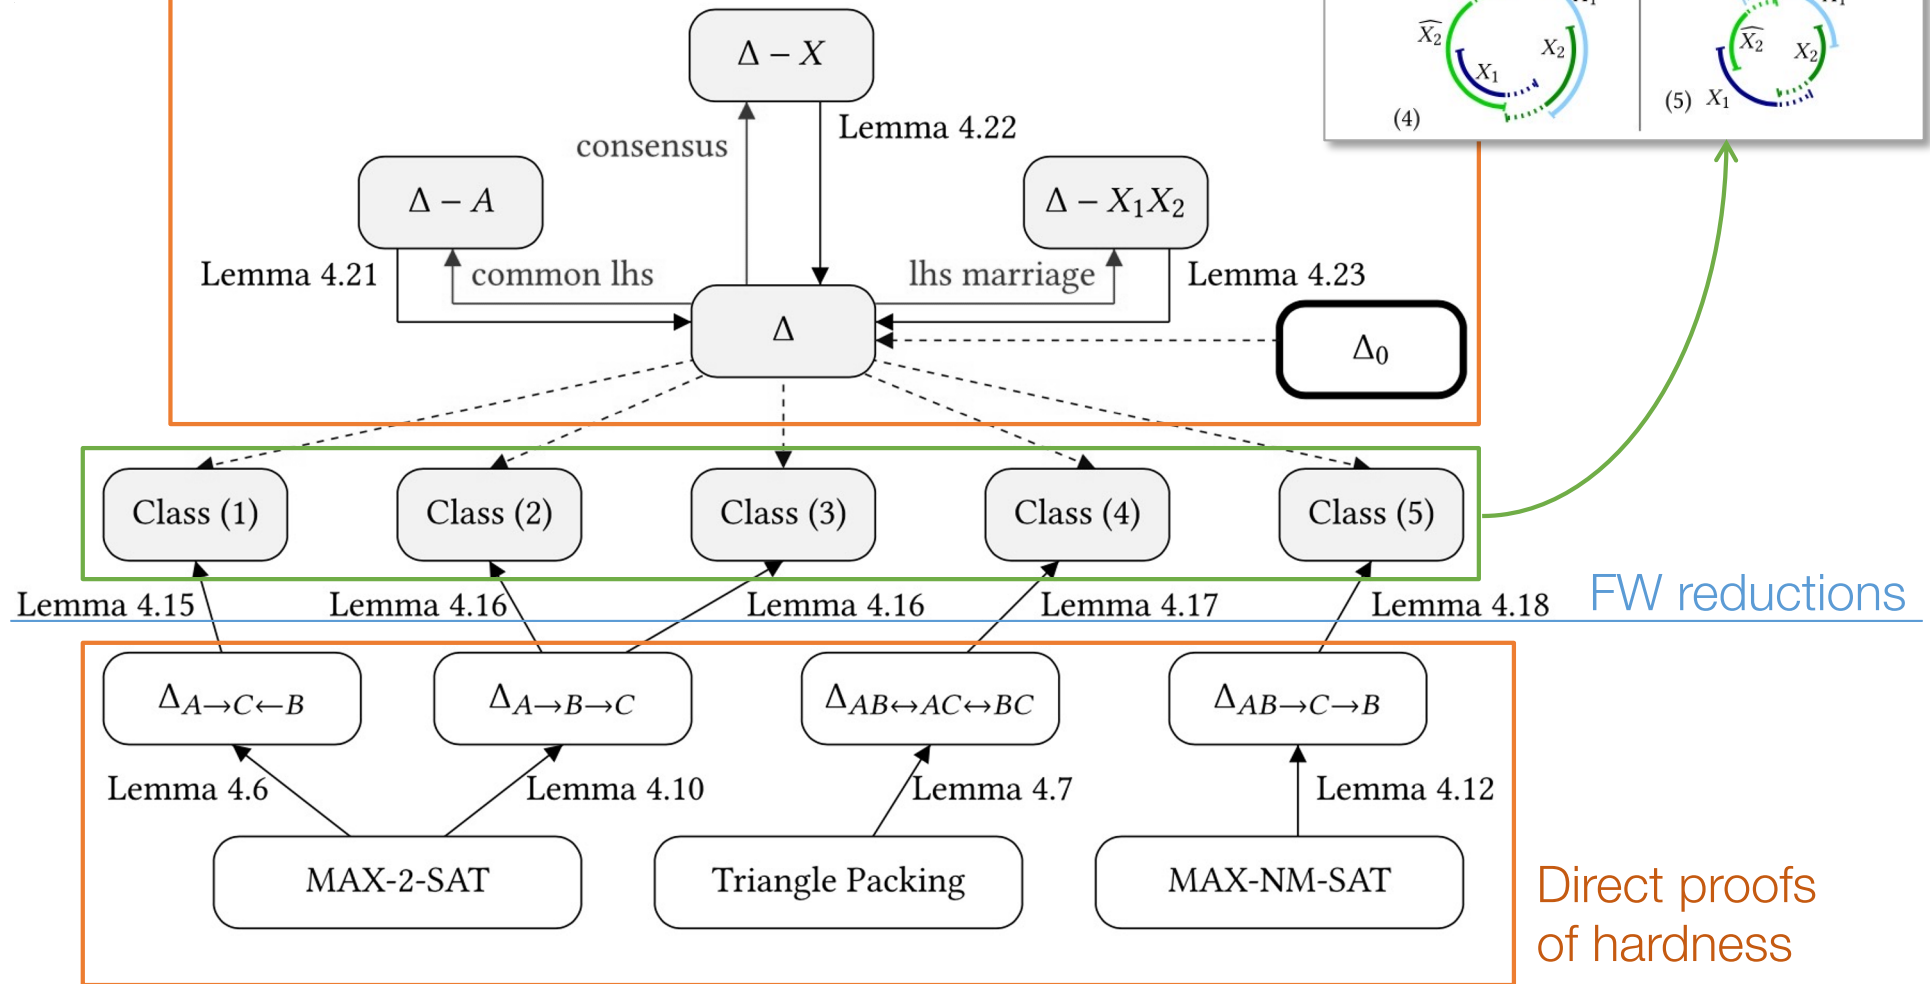 Δ − X
Lemma 4.22
consensus
Δ − A
Δ − X₁X₂
Lemma 4.21
common lhs
lhs marriage
Lemma 4.23
Δ
Δ₀
X̂₂
X₂
X₁
(4)
X̂₂
X₂
(5) X₁
Class (1)
Class (2)
Class (3)
Class (4)
Class (5)
Lemma 4.15
Lemma 4.16
Lemma 4.16
Lemma 4.17
Lemma 4.18
FW reductions
Δ_{A→C←B}
Δ_{A→B→C}
Δ_{AB↔AC↔BC}
Δ_{AB→C→B}
Lemma 4.6
Lemma 4.10
Lemma 4.7
Lemma 4.12
MAX-2-SAT
Triangle Packing
MAX-NM-SAT
Direct proofs
of hardness